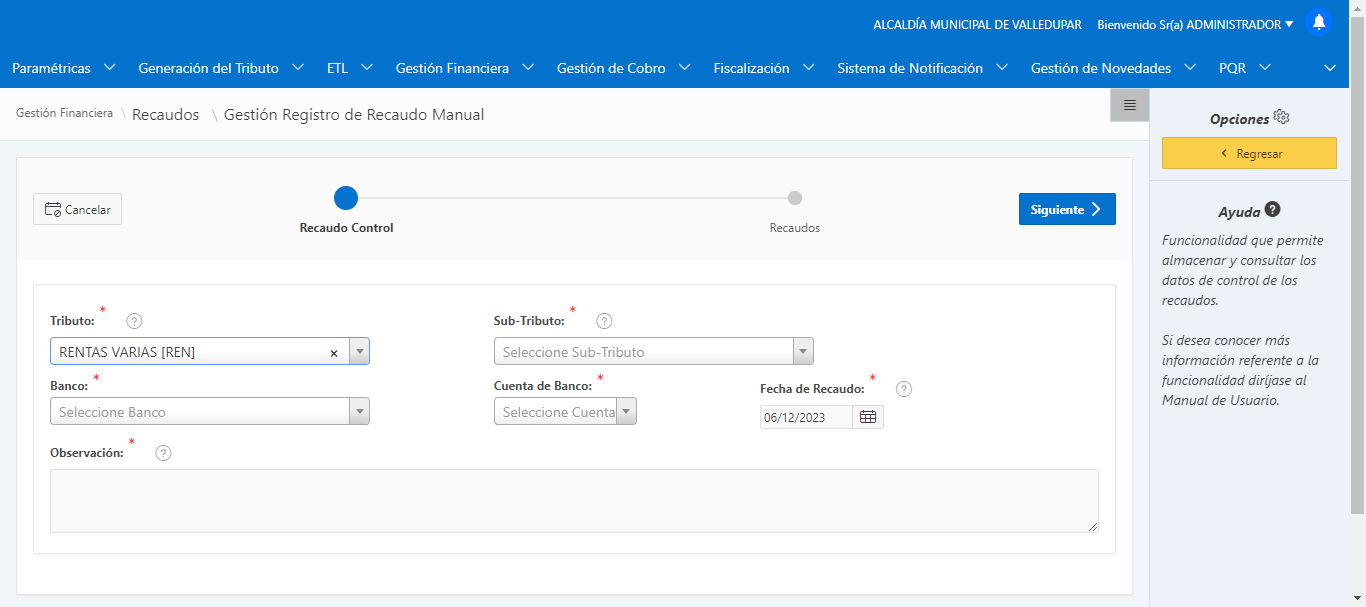 ALCALDÍA MUNICIPAL DE VALLEDUPAR Bienvenido Sr(a) ADMINISTRADOR
Paramétricas Generación del Tributo ETL Gestión Financiera Gestión de Cobro Fiscalización Sistema de Notificación Gestión de Novedades PQR
Gestión Financiera \ Recaudos \ Gestión Registro de Recaudo Manual
Opciones
Regresar
Cancelar
Recaudo Control
Recaudos
Siguiente
Ayuda ?
Funcionalidad que permite
almacenar y consultar los
datos de control de los
recaudos.
Si desea conocer más
información referente a la
funcionalidad diríjase al
Manual de Usuario.
Tributo: * ?
Sub-Tributo: * ?
RENTAS VARIAS [REN] ×
Seleccione Sub-Tributo
Banco: *
Cuenta de Banco: *
Fecha de Recaudo: * ?
Seleccione Banco
Seleccione Cuenta
06/12/2023
Observación: * ?